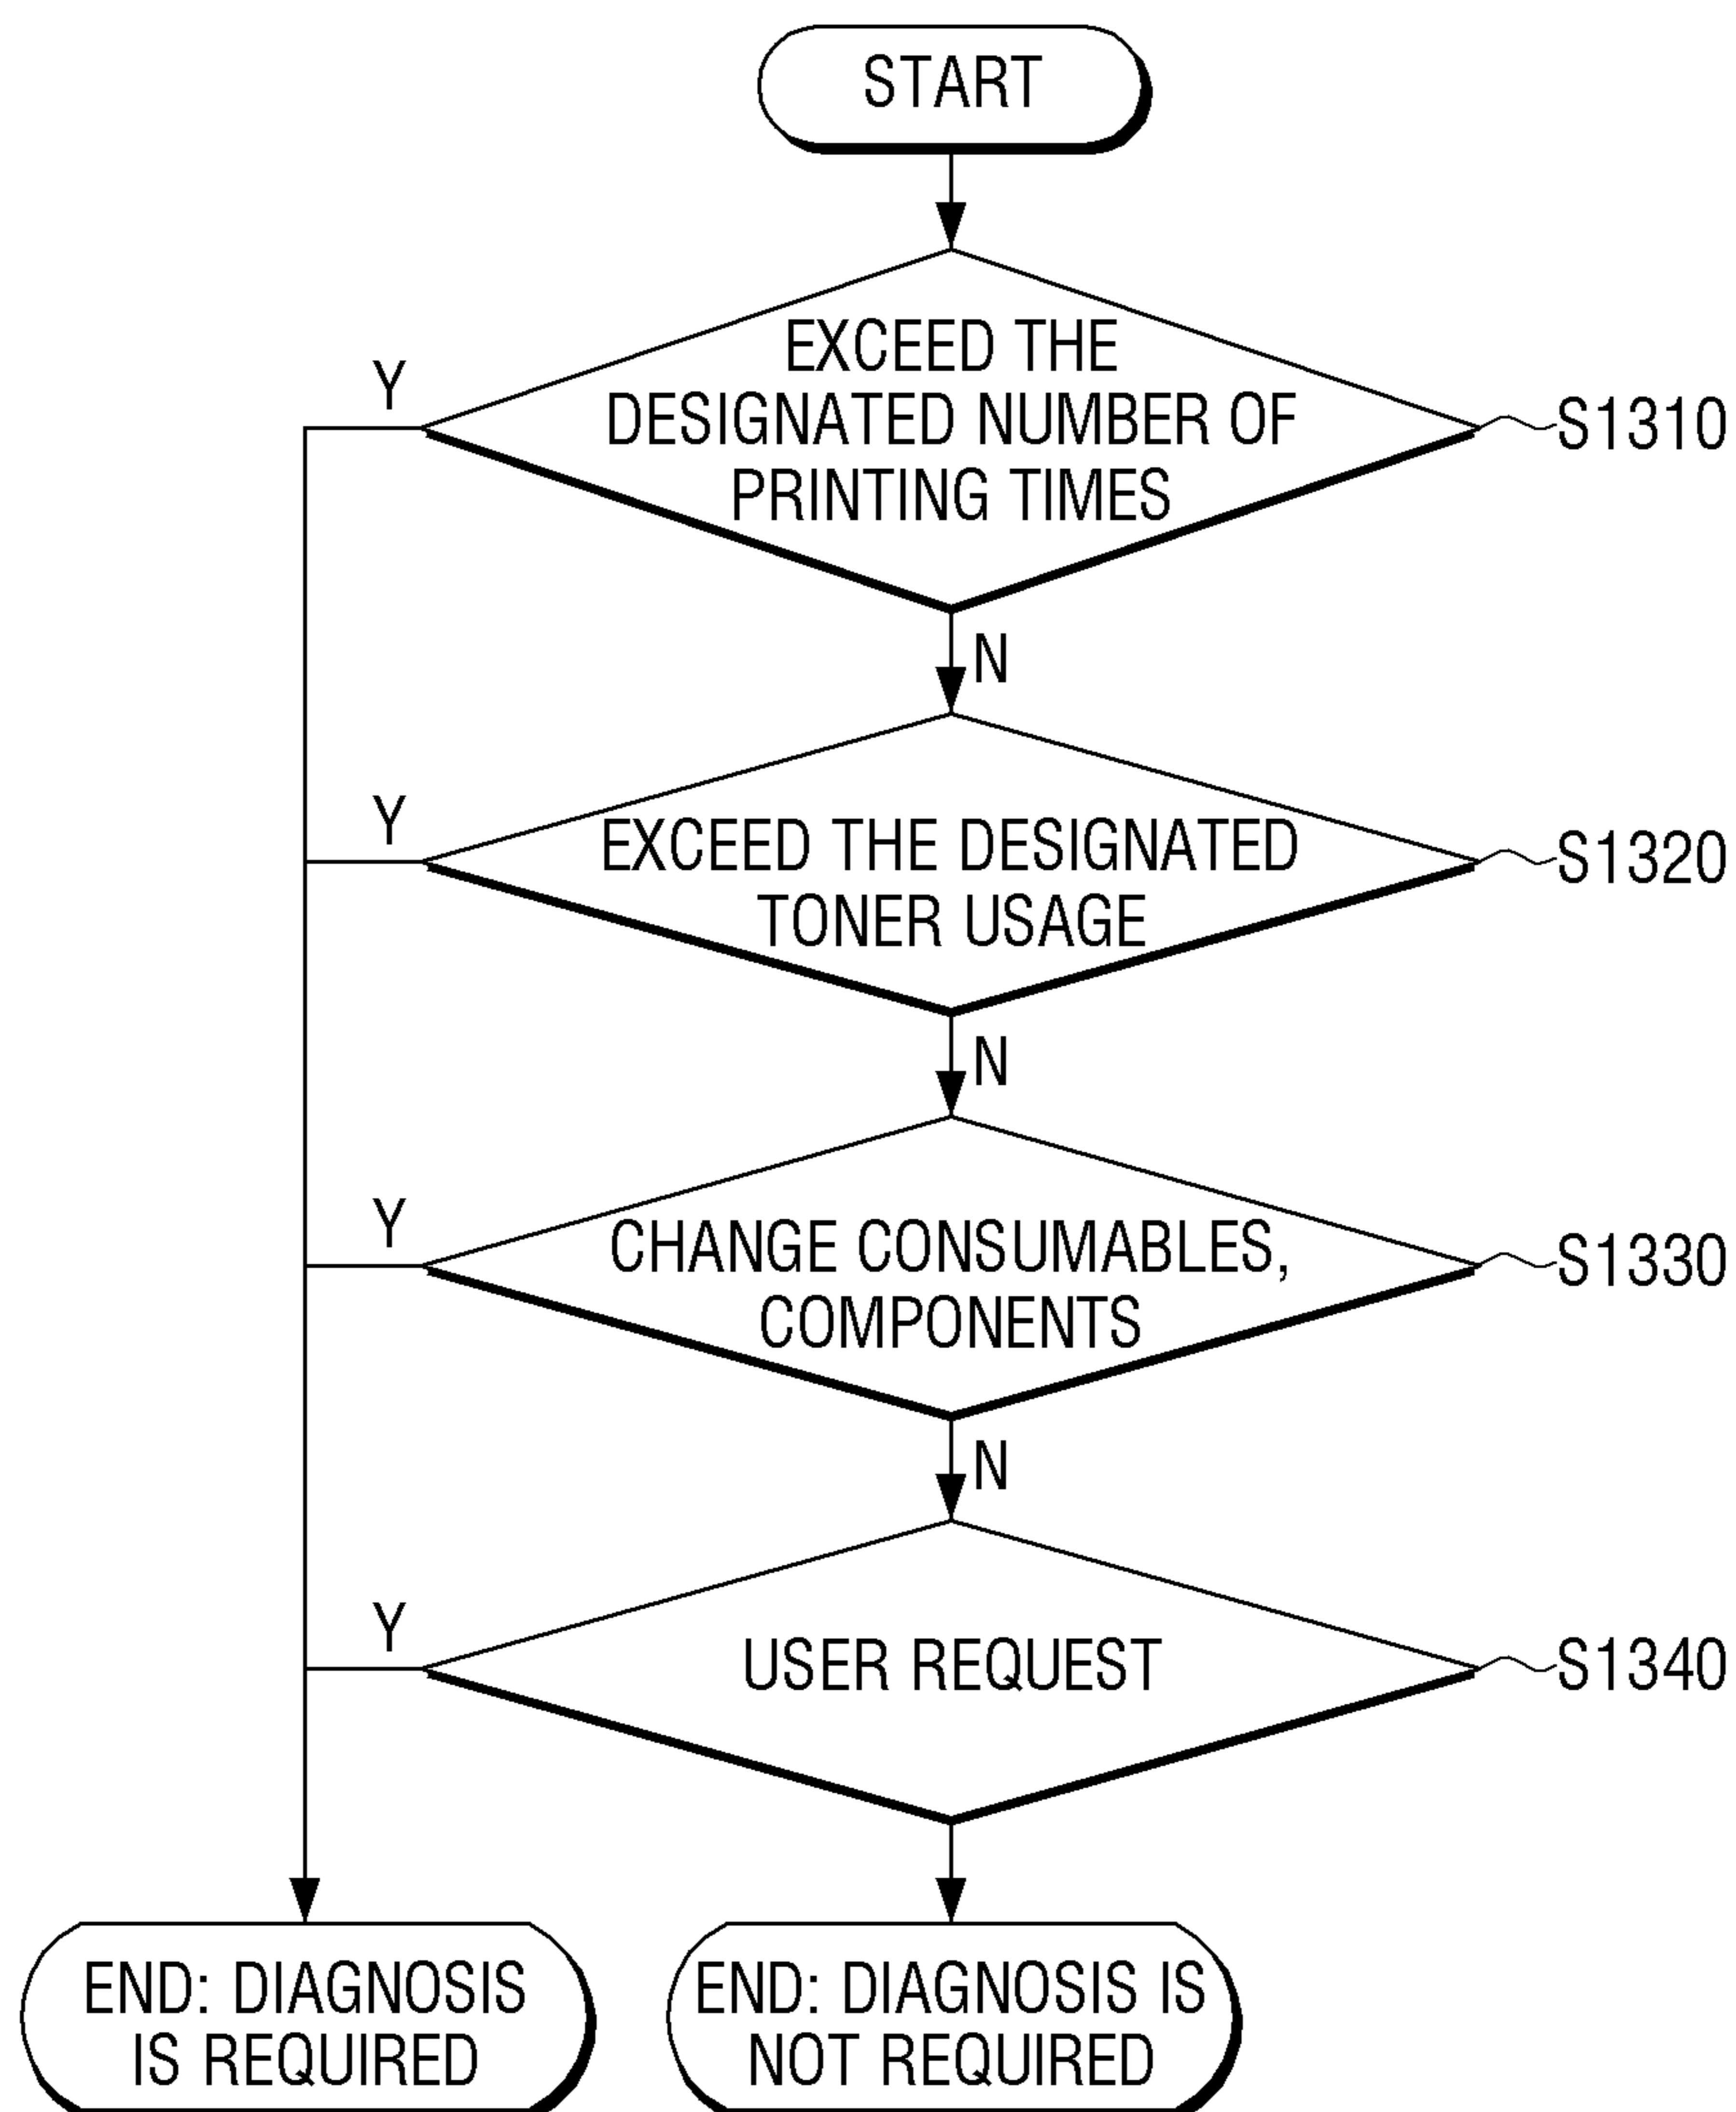 START
EXCEED THE
DESIGNATED NUMBER OF
PRINTING TIMES
Y
S1310
N
EXCEED THE DESIGNATED
TONER USAGE
Y
S1320
N
CHANGE CONSUMABLES,
COMPONENTS
Y
S1330
N
USER REQUEST
Y
S1340
END: DIAGNOSIS
IS REQUIRED
END: DIAGNOSIS IS
NOT REQUIRED